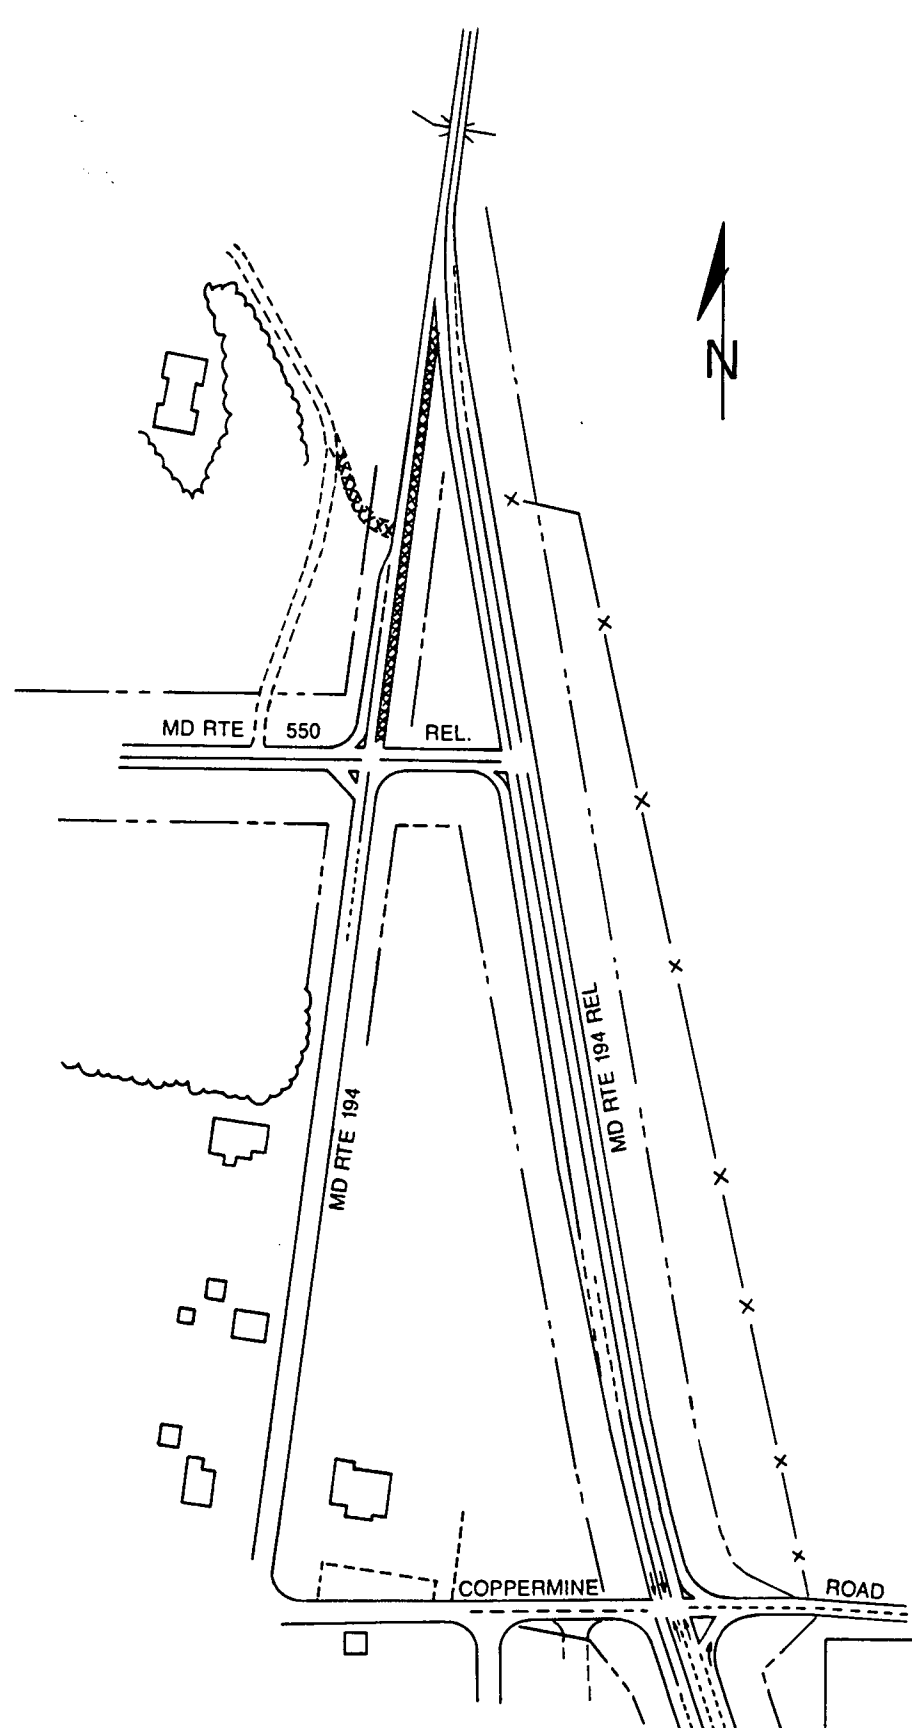 N
MD RTE 550 REL.
MD RTE 194 REL
MD RTE 194
COPPERMINE ROAD